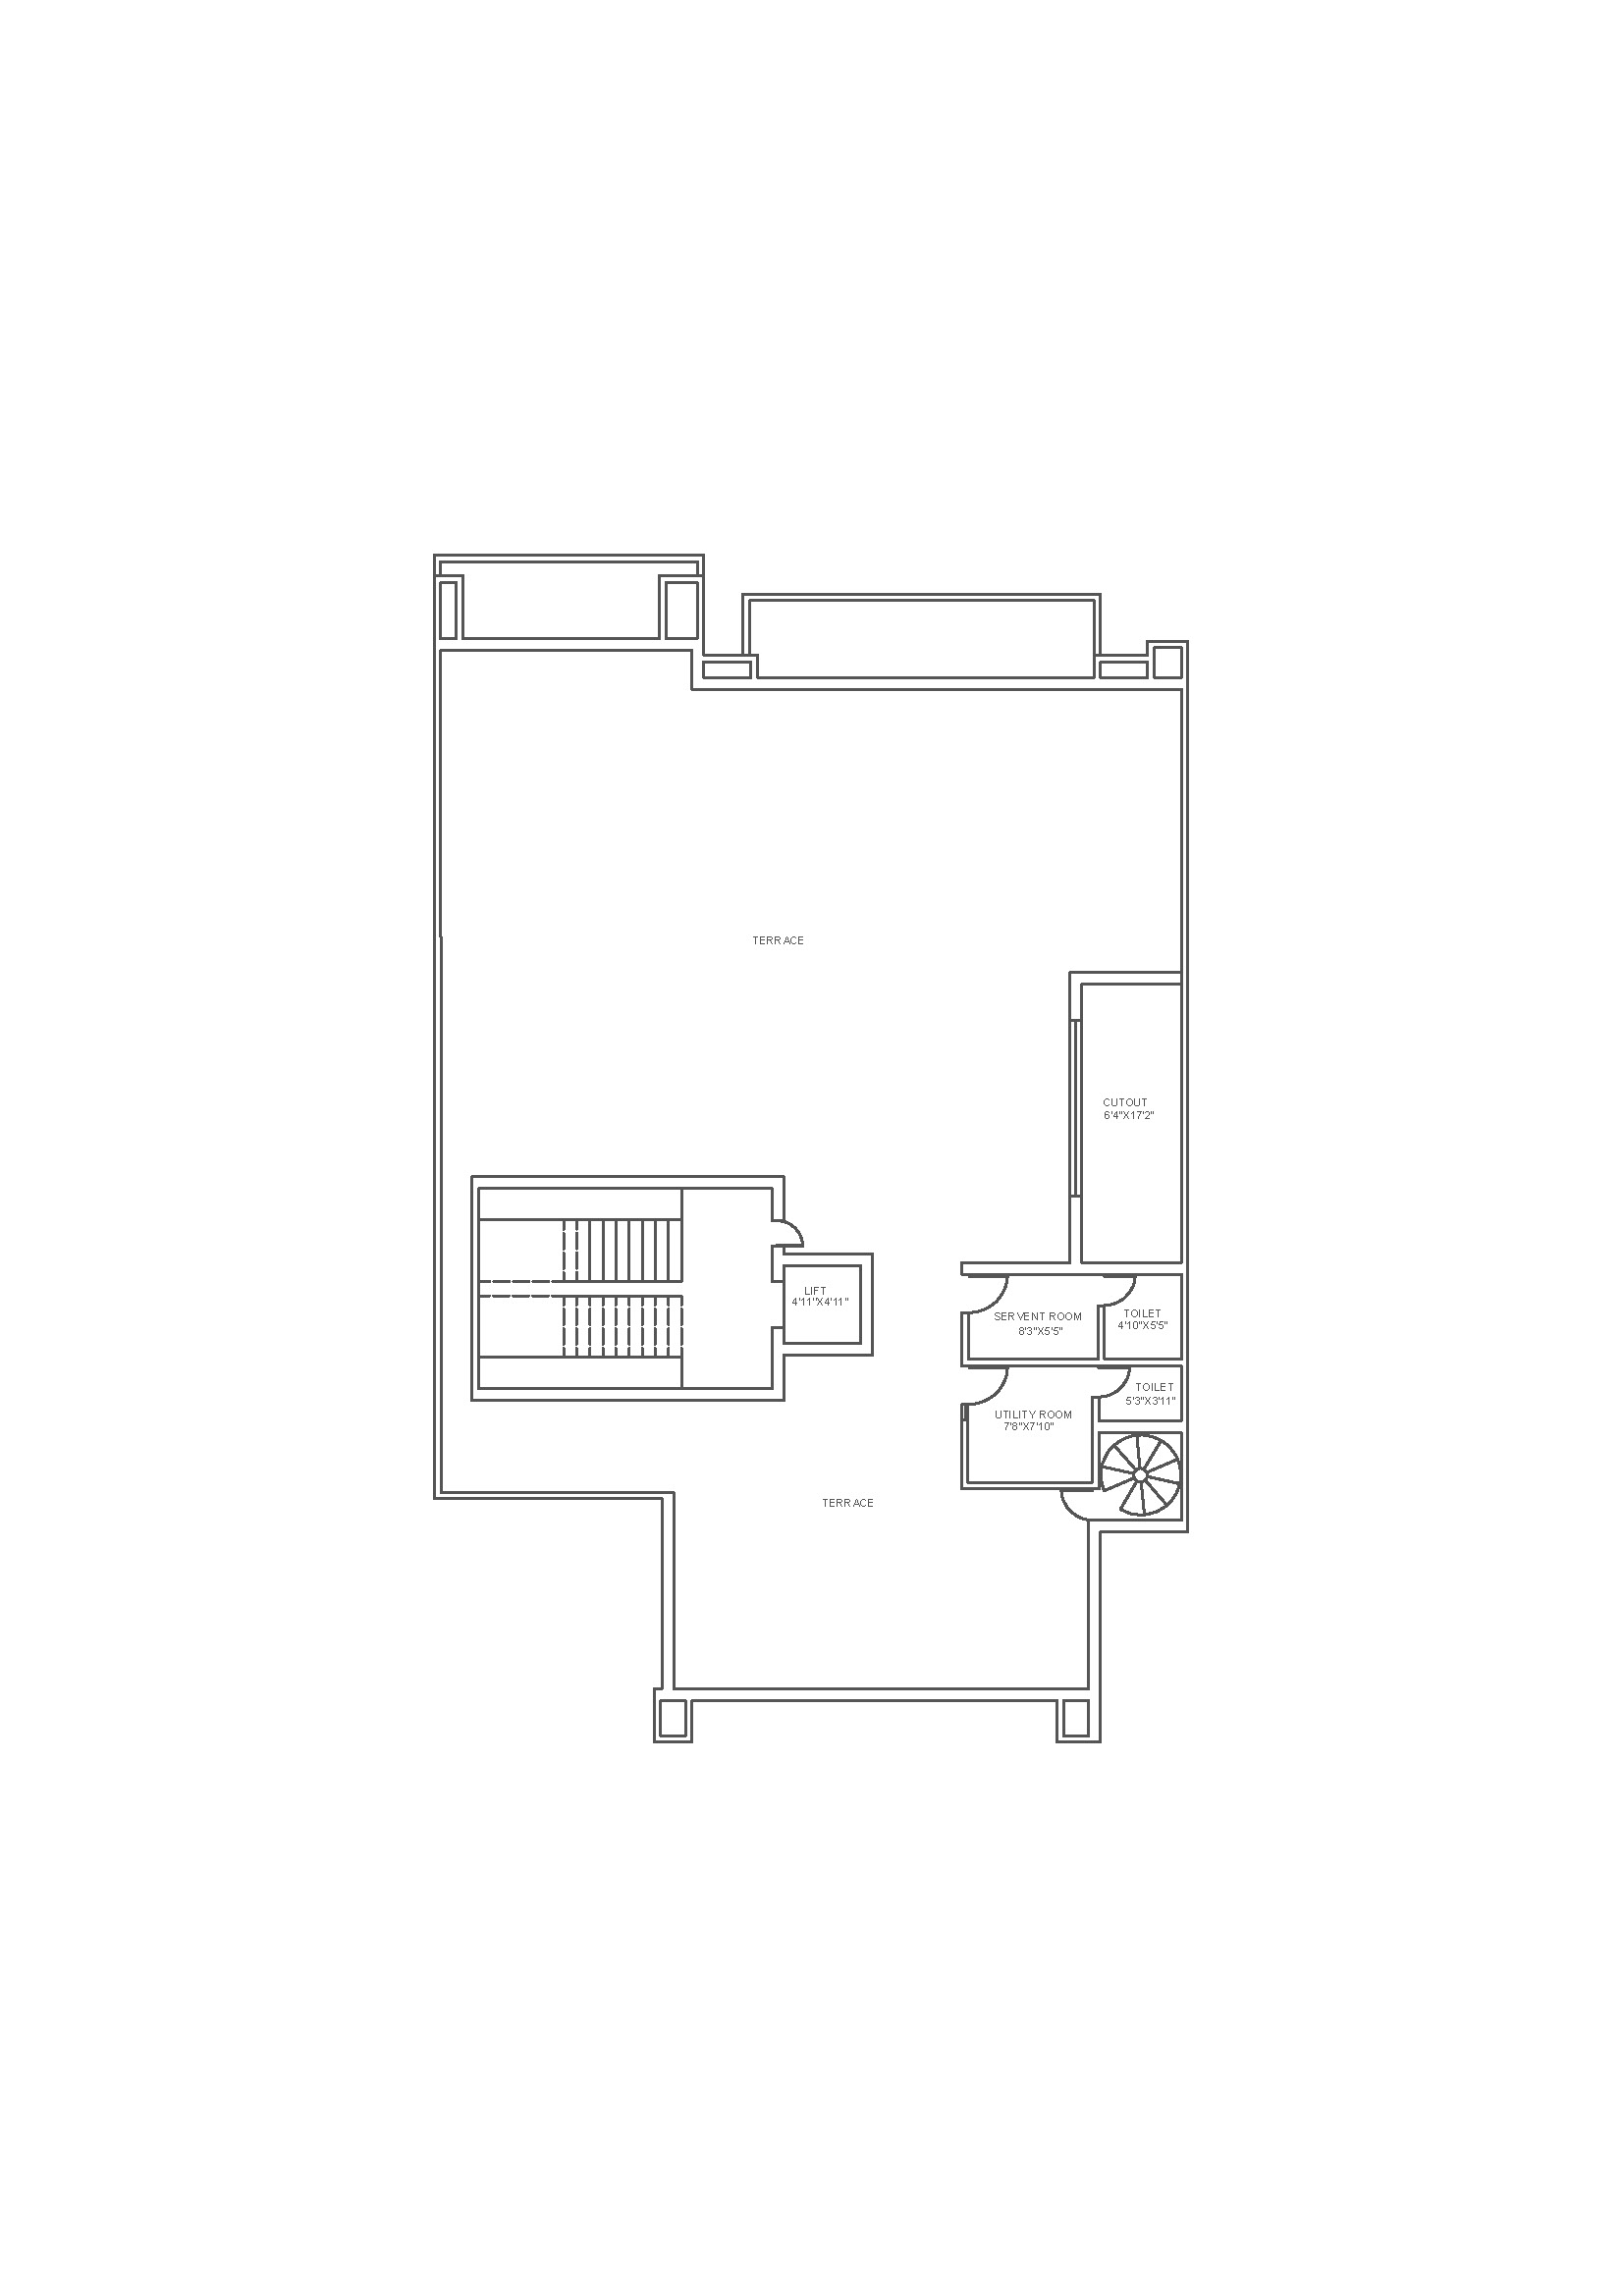 TERRACE
CUTOUT
6'4"X17'2"
LIFT
4'11"X4'11"
SERVENT ROOM
8'3"X5'5"
TOILET
4'10"X5'5"
TOILET
5'3"X3'11"
UTILITY ROOM
7'8"X7'10"
TERRACE